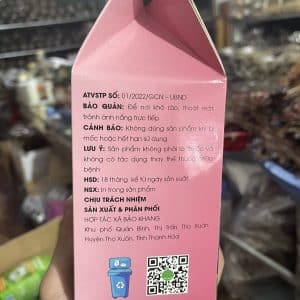 ATVSTP SỐ: 01/2022/GCN - UBND
BẢO QUẢN: Để nơi khô ráo, thoát mát
tránh ánh nắng trực tiếp
CẢNH BÁO: Không dùng sản phẩm khi bị
mốc hoặc hết hạn sử dụng
LƯU Ý: Sản phẩm không phải là thuốc và
không có tác dụng thay thế thuốc chữa
bệnh
HSD: 18 tháng kể từ ngày sản xuất
NSX: In trong sản phẩm
CHỊU TRÁCH NHIỆM
SẢN XUẤT & PHÂN PHỐI
HỢP TÁC XÃ BẢO KHANG
Khu phố Quần Bình, Thị Trấn Thọ Xuân
Huyện Thọ Xuân, Tỉnh Thanh Hóa